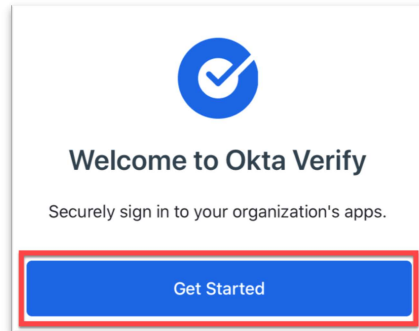 Welcome to Okta Verify
Securely sign in to your organization's apps.
Get Started